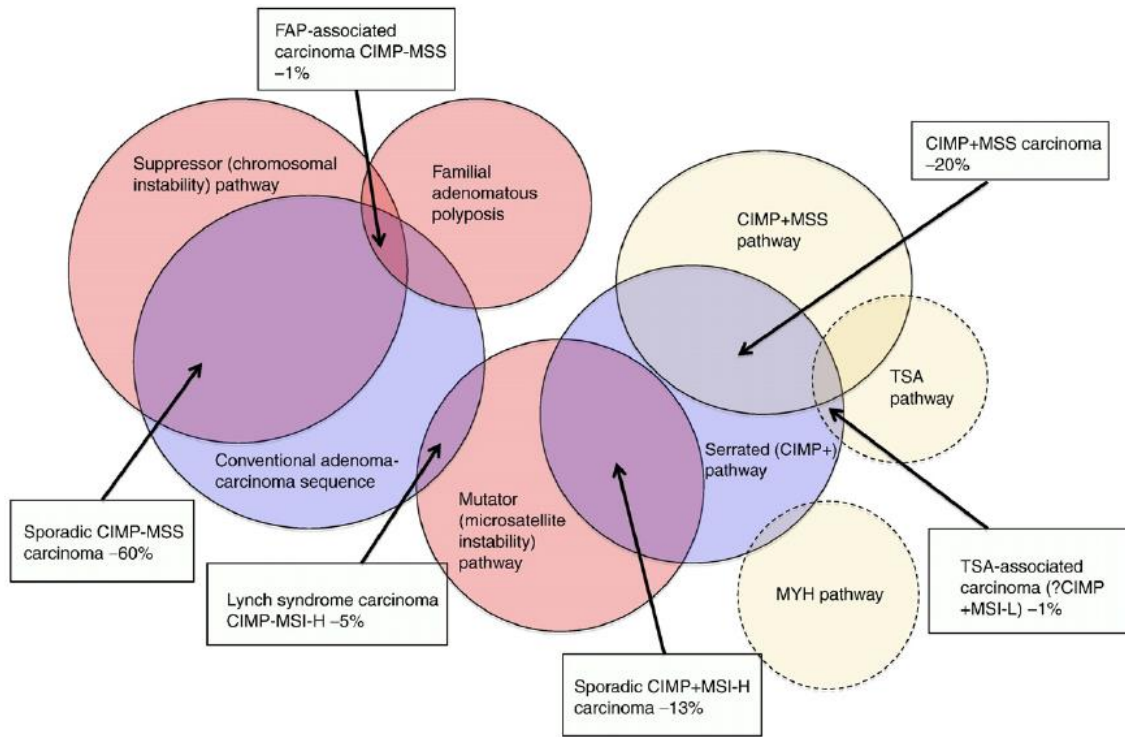 FAP-associated
carcinoma CIMP-MSS
–1%
Suppressor (chromosomal
instability) pathway
Familial
adenomatous
polyposis
CIMP+MSS carcinoma
–20%
CIMP+MSS
pathway
TSA
pathway
Conventional adenoma-
carcinoma sequence
Serrated (CIMP+)
pathway
Mutator
(microsatellite
instability)
pathway
Sporadic CIMP-MSS
carcinoma –60%
Lynch syndrome carcinoma
CIMP-MSI-H –5%
MYH pathway
TSA-associated
carcinoma (?CIMP
+MSI-L) –1%
Sporadic CIMP+MSI-H
carcinoma –13%